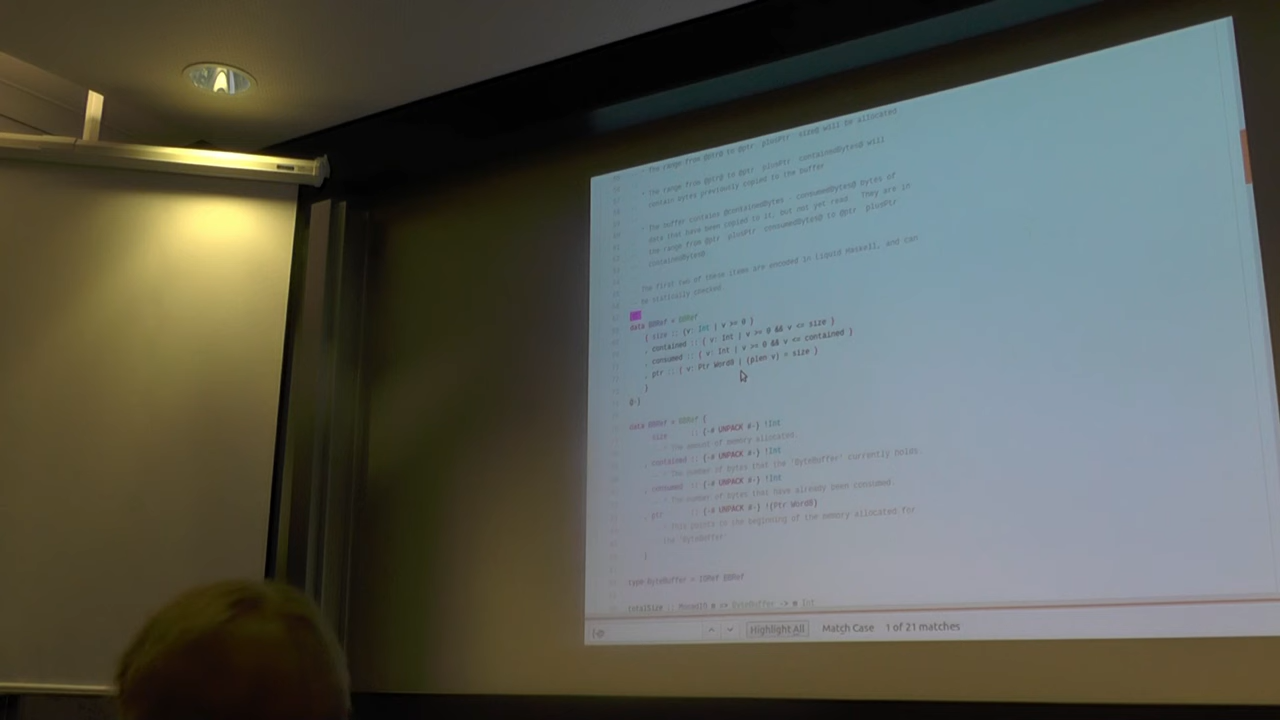 The range from @ptr@ to @ptr plusPtr size@ will be allocated
* The range from @ptr@ to @ptr plusPtr containedBytes@ will
contain bytes previously copied to the buffer
* The buffer contains @containedBytes - consumedBytes@ bytes of
data that have been copied to it, but not yet read. They are in
the range from @ptr plusPtr consumedBytes@ to @ptr plusPtr
containedBytes@
The first two of these items are encoded in Liquid Haskell, and can
be statically checked.
data BBRef = BBRef
{ size :: {v: Int | v >= 0 }
, contained :: { v: Int | v >= 0 && v <= size }
, consumed :: { v: Int | v >= 0 && v <= contained }
, ptr :: { v: Ptr Word8 | (plen v) = size }
}
@-}
data BBRef = BBRef {
size :: {-# UNPACK #-} !Int
-- ^ The amount of memory allocated.
, contained :: {-# UNPACK #-} !Int
-- ^ The number of bytes that the 'ByteBuffer' currently holds.
, consumed :: {-# UNPACK #-} !Int
-- ^ The number of bytes that have already been consumed.
, ptr :: {-# UNPACK #-} !(Ptr Word8)
-- ^ This points to the beginning of the memory allocated for
-- the 'ByteBuffer'
}
type ByteBuffer = IORef BBRef
totalSize :: MonadIO m => ByteBuffer -> m Int
{-@ Highlight All Match Case 1 of 21 matches